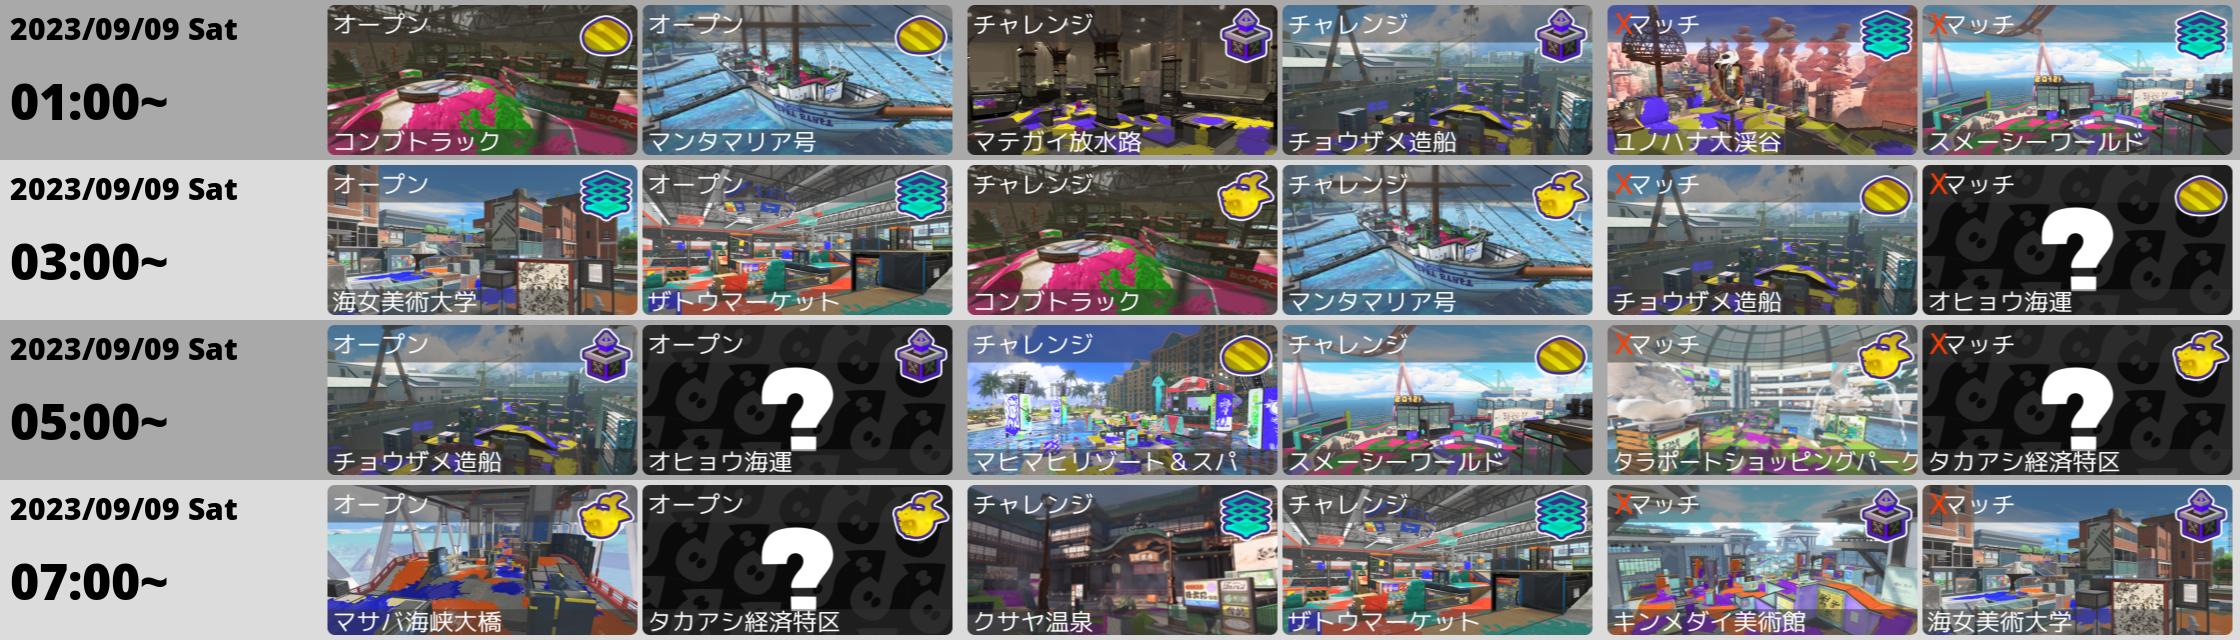 2023/09/09 Sat
01:00~
オープン
コンブトラック
オープン
マンタマリア号
チャレンジ
マテガイ放水路
チャレンジ
チョウザメ造船
Xマッチ
ユノハナ大渓谷
Xマッチ
スメーシーワールド
2023/09/09 Sat
03:00~
オープン
海女美術大学
オープン
ザトウマーケット
チャレンジ
コンブトラック
チャレンジ
マンタマリア号
Xマッチ
チョウザメ造船
Xマッチ
?
オヒョウ海運
2023/09/09 Sat
05:00~
オープン
チョウザメ造船
オープン
?
オヒョウ海運
チャレンジ
マヒマヒリゾート&スパ
チャレンジ
スメーシーワールド
Xマッチ
タラポートショッピングパーク
Xマッチ
?
タカアシ経済特区
2023/09/09 Sat
07:00~
オープン
マサバ海峡大橋
オープン
?
タカアシ経済特区
チャレンジ
クサヤ温泉
チャレンジ
ザトウマーケット
Xマッチ
キンメダイ美術館
Xマッチ
海女美術大学